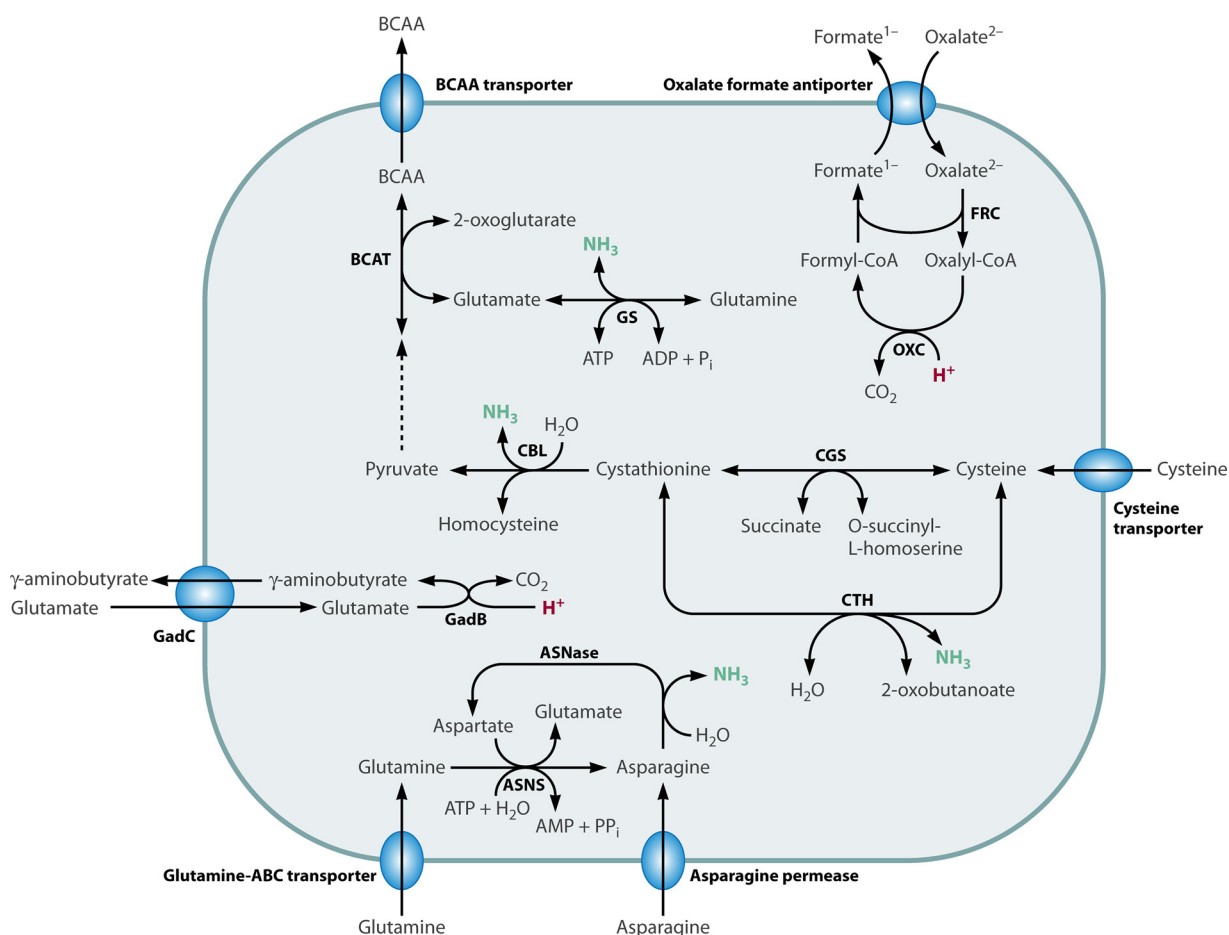 BCAA
Formate¹⁻
Oxalate²⁻
BCAA transporter
Oxalate formate antiporter
BCAA
Formate¹⁻
Oxalate²⁻
2-oxoglutarate
FRC
NH₃
BCAT
Formyl-CoA
Oxalyl-CoA
Glutamate
Glutamine
GS
ATP
ADP + Pᵢ
OXC
H⁺
CO₂
NH₃
H₂O
CBL
CGS
Pyruvate
Cystathionine
Cysteine
Cysteine
Cysteine
transporter
Homocysteine
Succinate
O-succinyl-
L-homoserine
γ-aminobutyrate
γ-aminobutyrate
CO₂
Glutamate
Glutamate
H⁺
GadB
GadC
CTH
NH₃
H₂O
2-oxobutanoate
ASNase
NH₃
Glutamate
Aspartate
H₂O
Glutamine
Asparagine
ASNS
ATP + H₂O
AMP + PPᵢ
Glutamine-ABC transporter
Asparagine permease
Glutamine
Asparagine